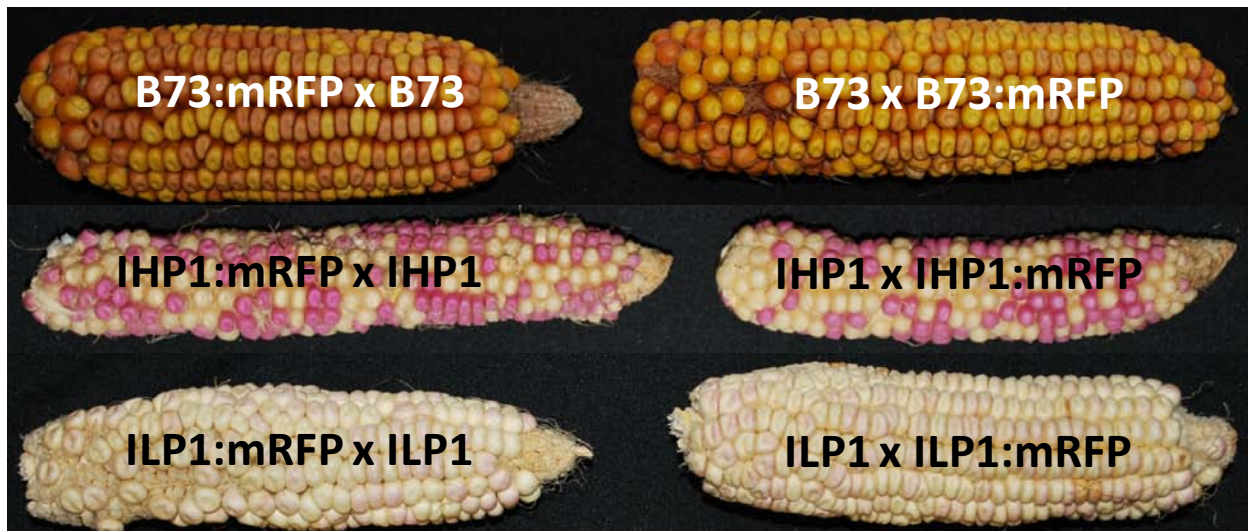 B73:mRFP x B73
B73 x B73:mRFP
IHP1:mRFP x IHP1
IHP1 x IHP1:mRFP
ILP1:mRFP x ILP1
ILP1 x ILP1:mRFP